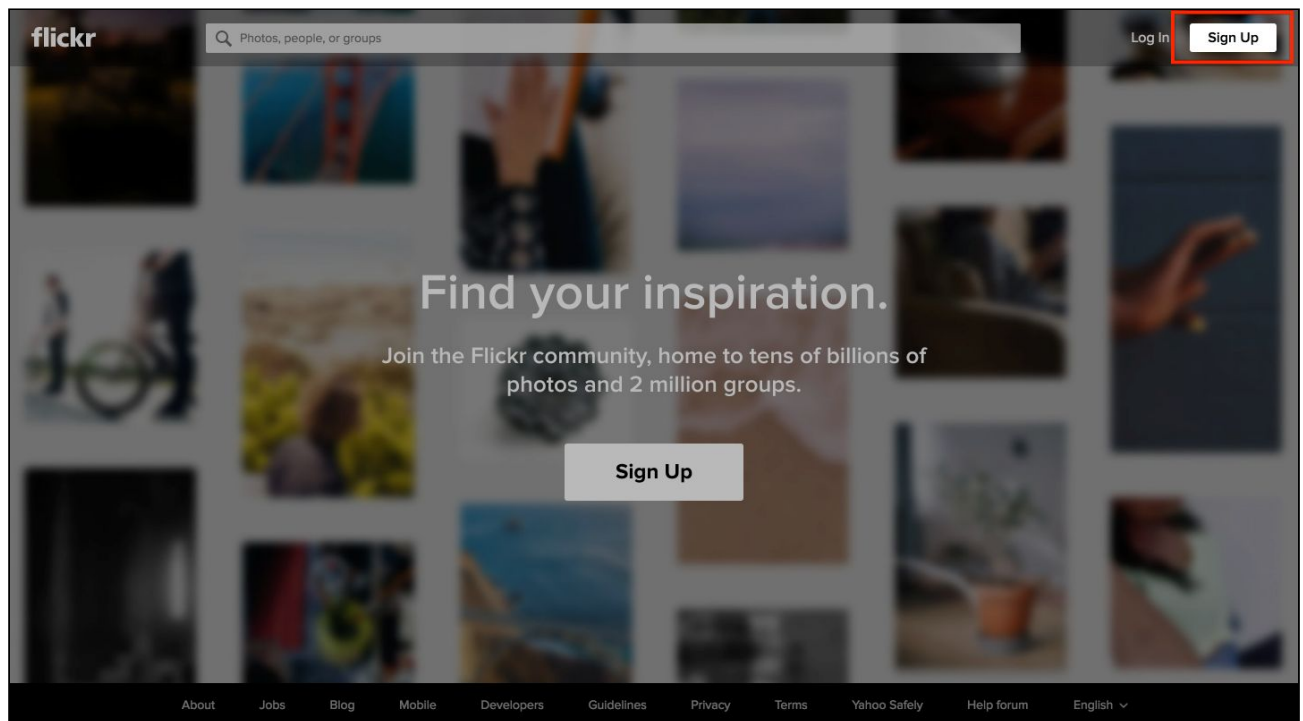 flickr
Photos, people, or groups
Log In
Sign Up
Find your inspiration.
Join the Flickr community, home to tens of billions of
photos and 2 million groups.
Sign Up
About Jobs Blog Mobile Developers Guidelines Privacy Terms Yahoo Safely Help forum English